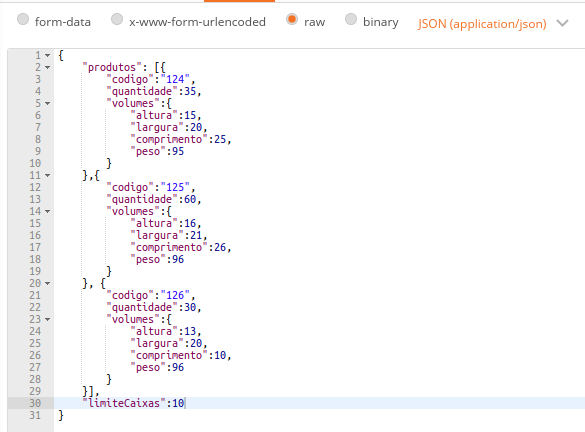 form-data x-www-form-urlencoded raw binary JSON (application/json)
1 {
2 "produtos": [{
3 "codigo":"124",
4 "quantidade":35,
5 "volumes":{
6 "altura":15,
7 "largura":20,
8 "comprimento":25,
9 "peso":95
10 }
11 },{
12 "codigo":"125",
13 "quantidade":60,
14 "volumes":{
15 "altura":16,
16 "largura":21,
17 "comprimento":26,
18 "peso":96
19 }
20 }, {
21 "codigo":"126",
22 "quantidade":30,
23 "volumes":{
24 "altura":13,
25 "largura":20,
26 "comprimento":10,
27 "peso":96
28 }
29 }],
30 "limiteCaixas":10
31 }